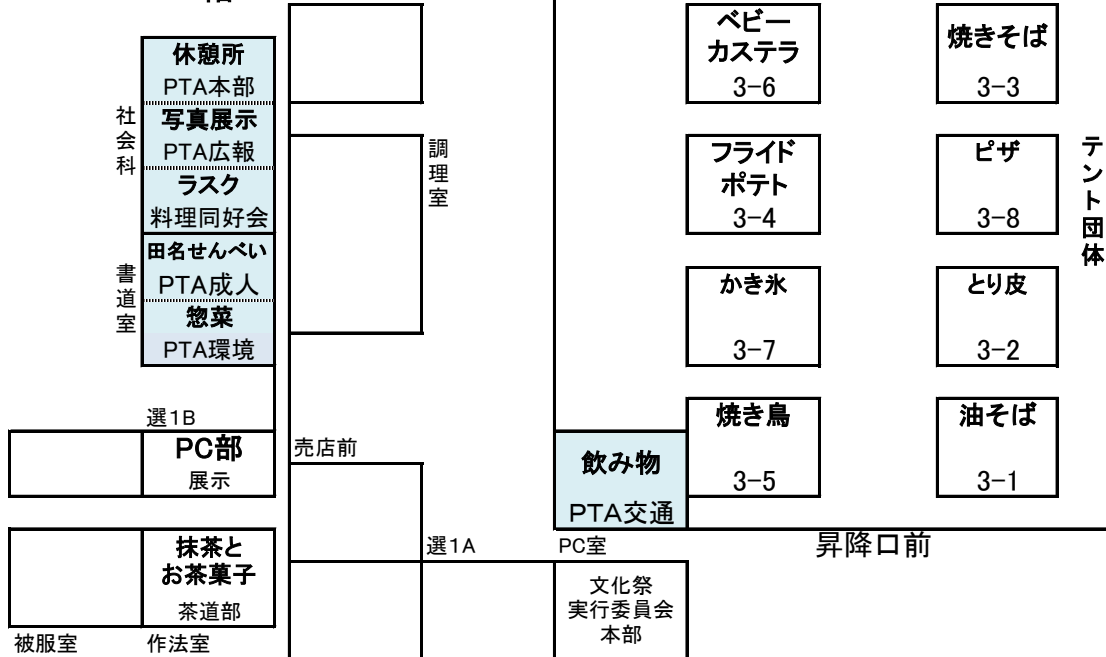 休憩所
PTA本部
写真展示
PTA広報
ラスク
料理同好会
田名せんべい
PTA成人
惣菜
PTA環境
社会科
書道室
調理室
選1B
PC部
展示
売店前
抹茶と
お茶菓子
茶道部
被服室
作法室
選1A
ベビー
カステラ
3-6
焼きそば
3-3
フライド
ポテト
3-4
ピザ
3-8
かき氷
3-7
とり皮
3-2
焼き鳥
3-5
油そば
3-1
テント団体
飲み物
PTA交通
PC室
昇降口前
文化祭
実行委員会
本部